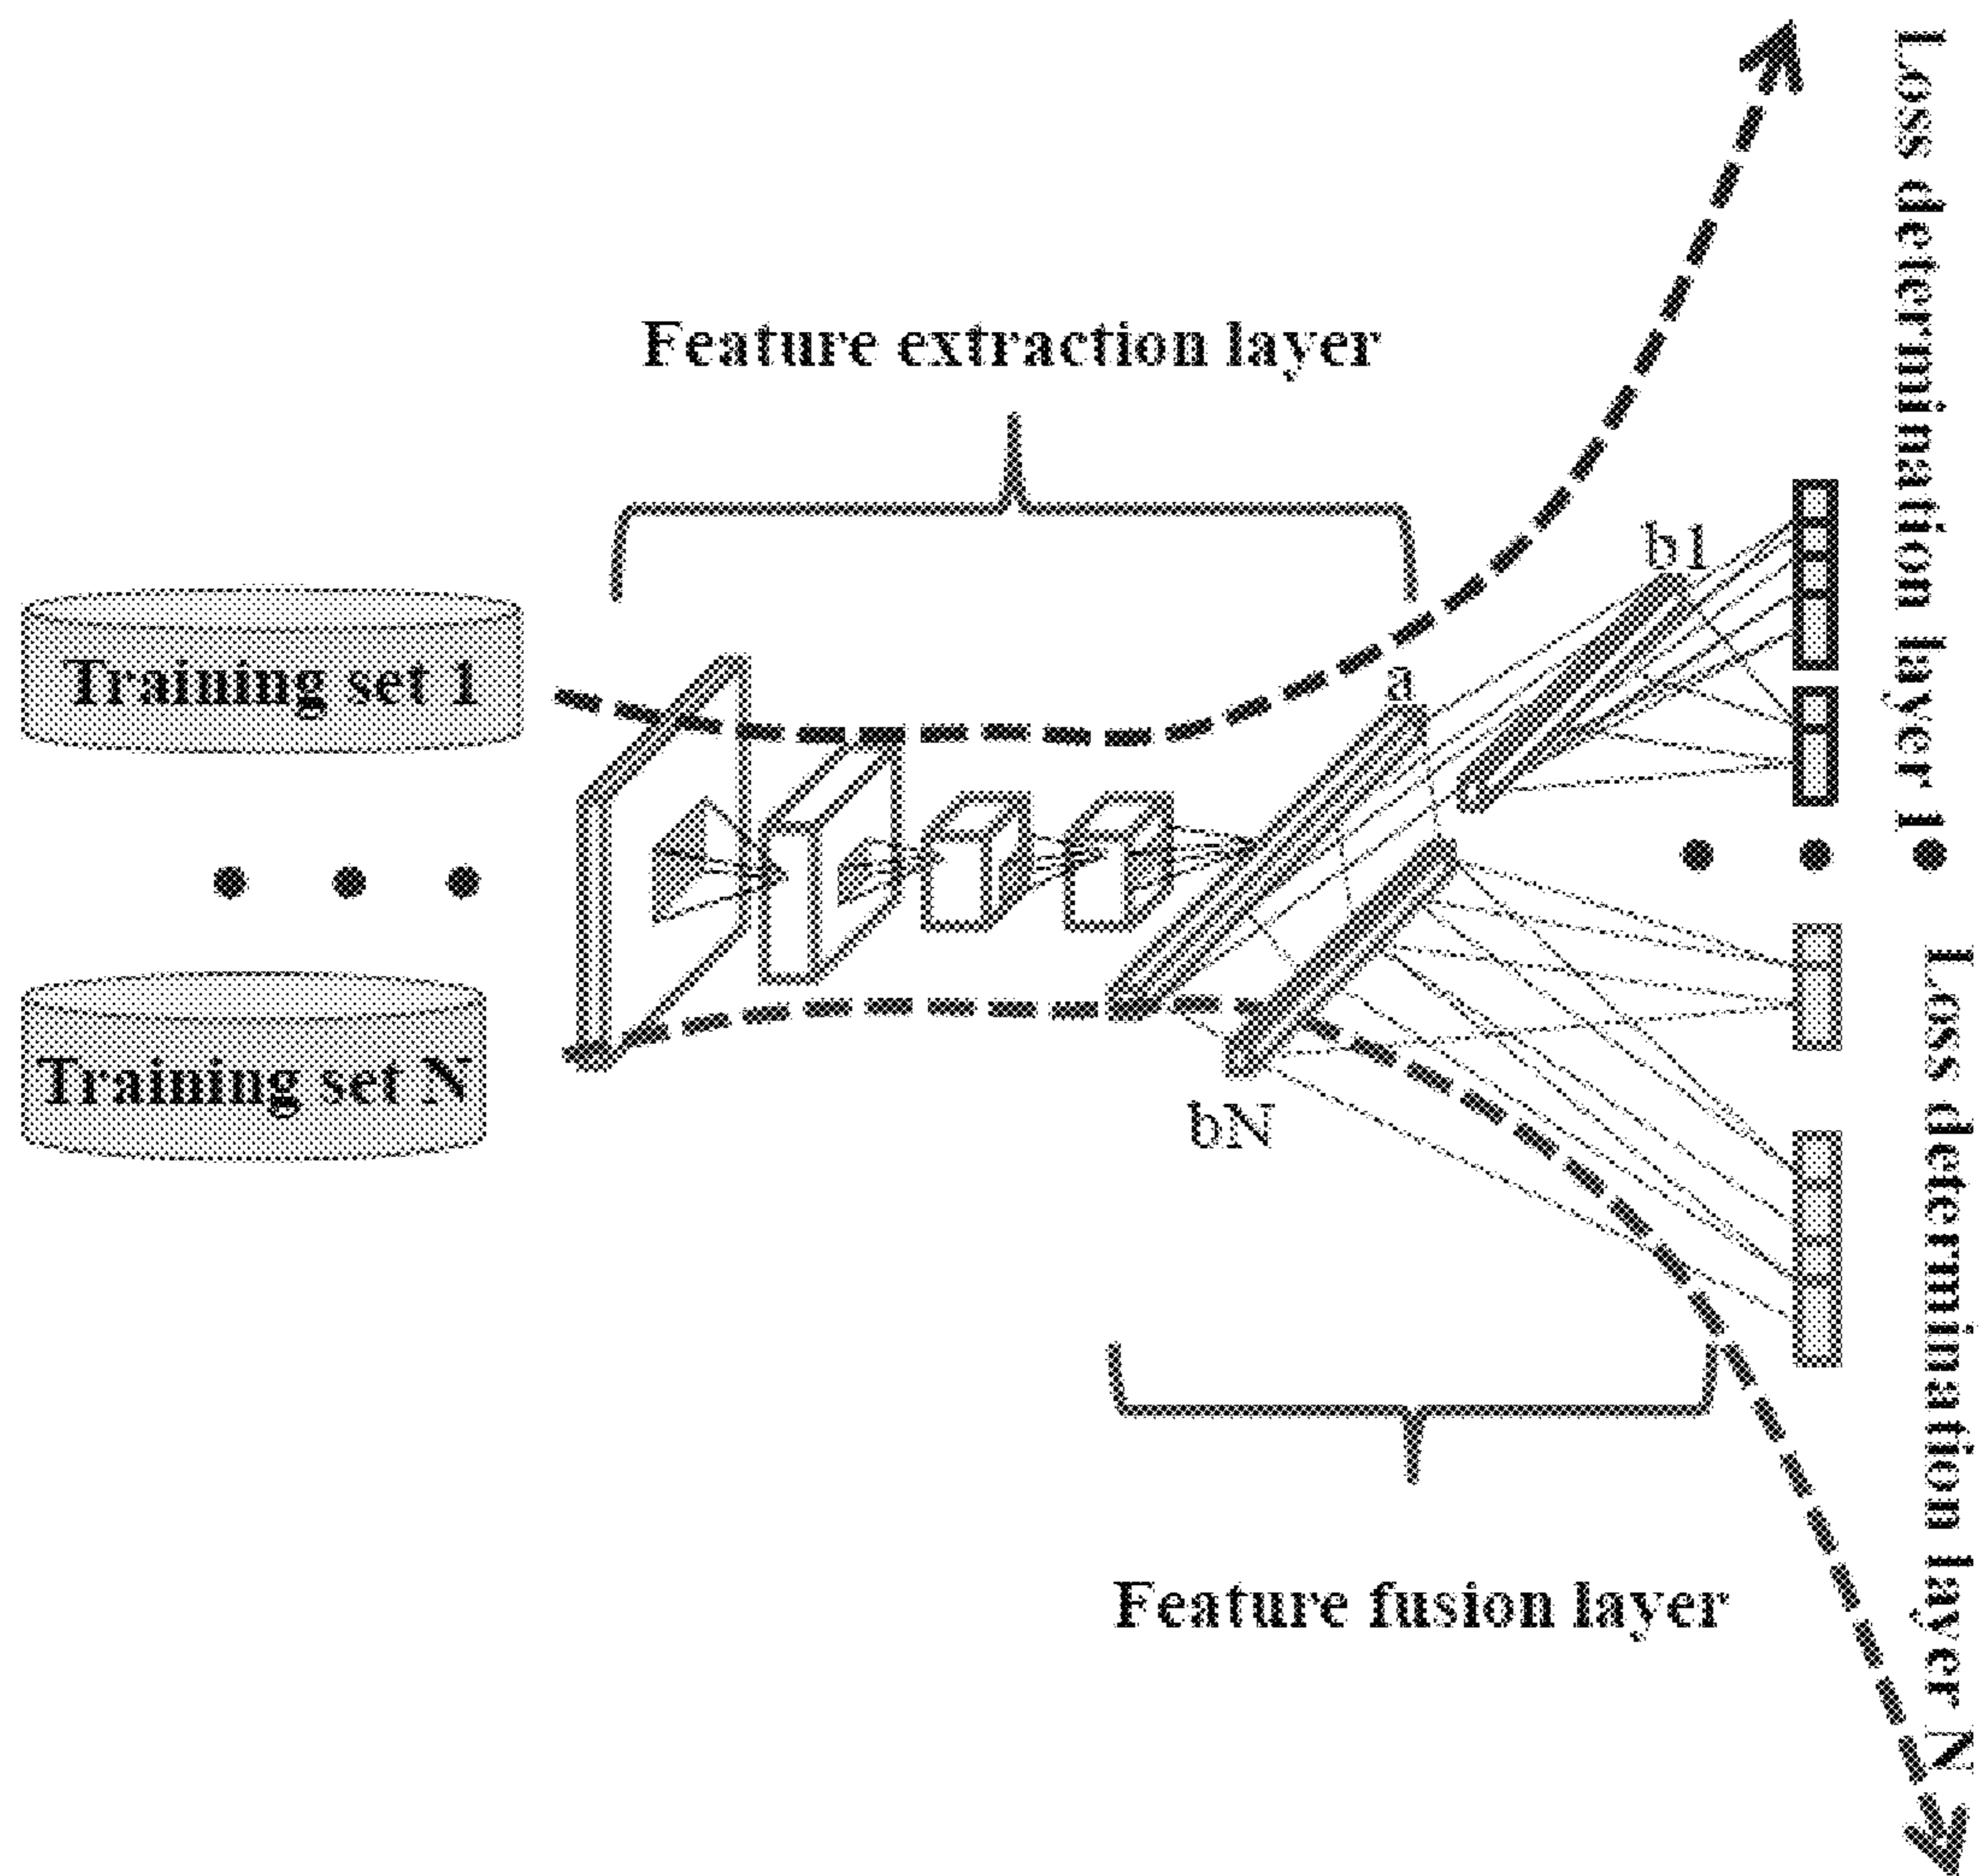 Feature extraction layer
Training set 1
Training set N
a
b1
bN
Feature fusion layer
Loss determination layer 1
Loss determination layer N